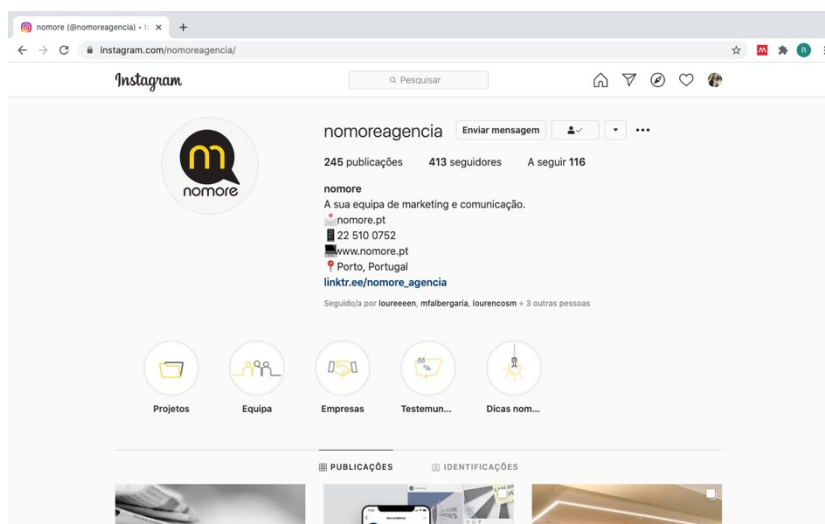 nomore (@nomoreagencia) • f
instagram.com/nomoreagencia/
R
Instagram
Pesquisar
nomore
nomoreagencia Enviar mensagem
245 publicações 413 seguidores A seguir 116
nomore
A sua equipa de marketing e comunicação.
nomore.pt
22 510 0752
www.nomore.pt
Porto, Portugal
linktr.ee/nomore_agencia
Seguido/a por loureeeen, mfalbergaria, lourencosm + 3 outras pessoas
Projetos Equipa Empresas Testemun... Dicas nom...
PUBLICAÇÕES IDENTIFICAÇÕES